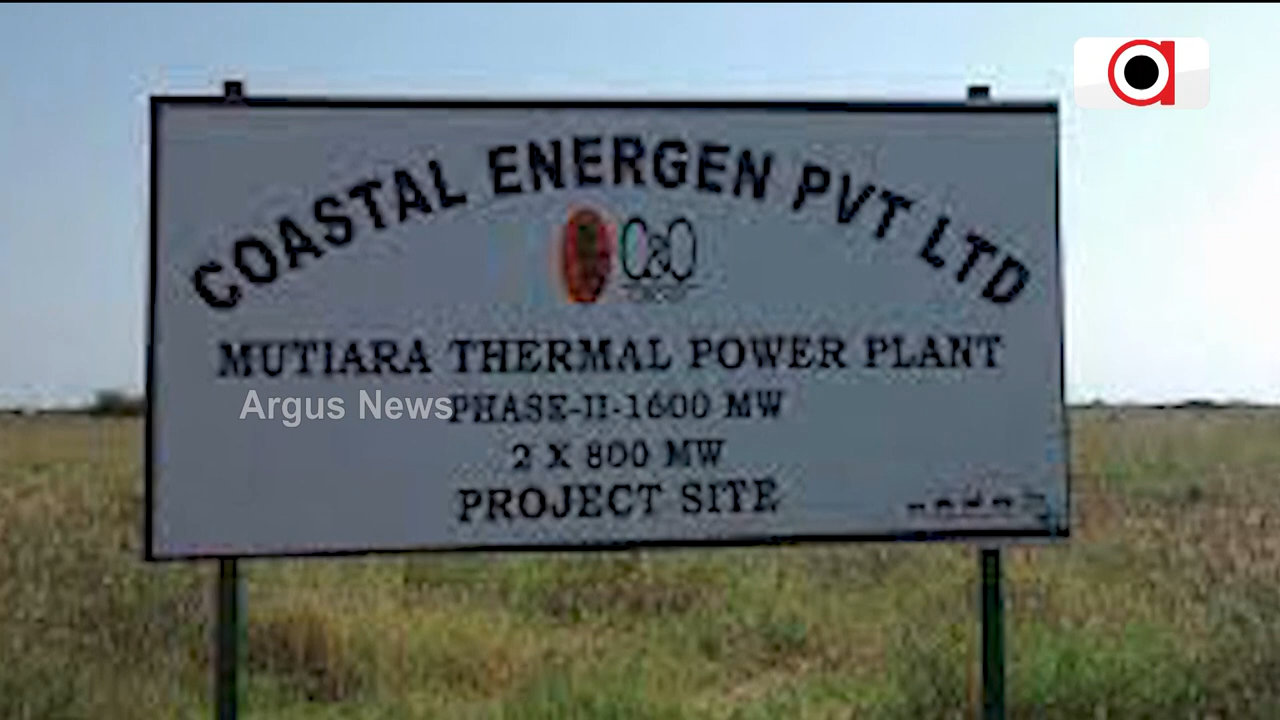 COASTAL ENERGEN PVT LTD
C&O
MUTIARA THERMAL POWER PLANT
Argus News
PHASE-II-1600 MW
2 X 800 MW
PROJECT SITE